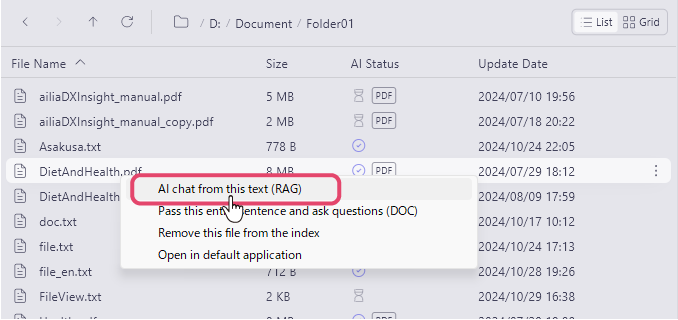 D: Document Folder01 List Grid
File Name Size AI Status Update Date
ailiaDXInsight_manual.pdf 5 MB PDF 2024/07/10 19:56
ailiaDXInsight_manual_copy.pdf 2 MB PDF 2024/07/18 20:22
Asakusa.txt 778 B 2024/10/24 22:05
DietAndHealth.pdf 8 MB PDF 2024/07/29 18:12
AI chat from this text (RAG)
DietAndHealth 2024/08/09 17:59
Pass this sentence and ask questions (DOC)
doc.txt 2024/10/17 10:12
Remove this file from the index
file.txt 2024/10/24 17:13
Open in default application
file_en.txt 712 B 2024/10/28 19:26
FileView.txt 2 KB 2024/10/29 16:38